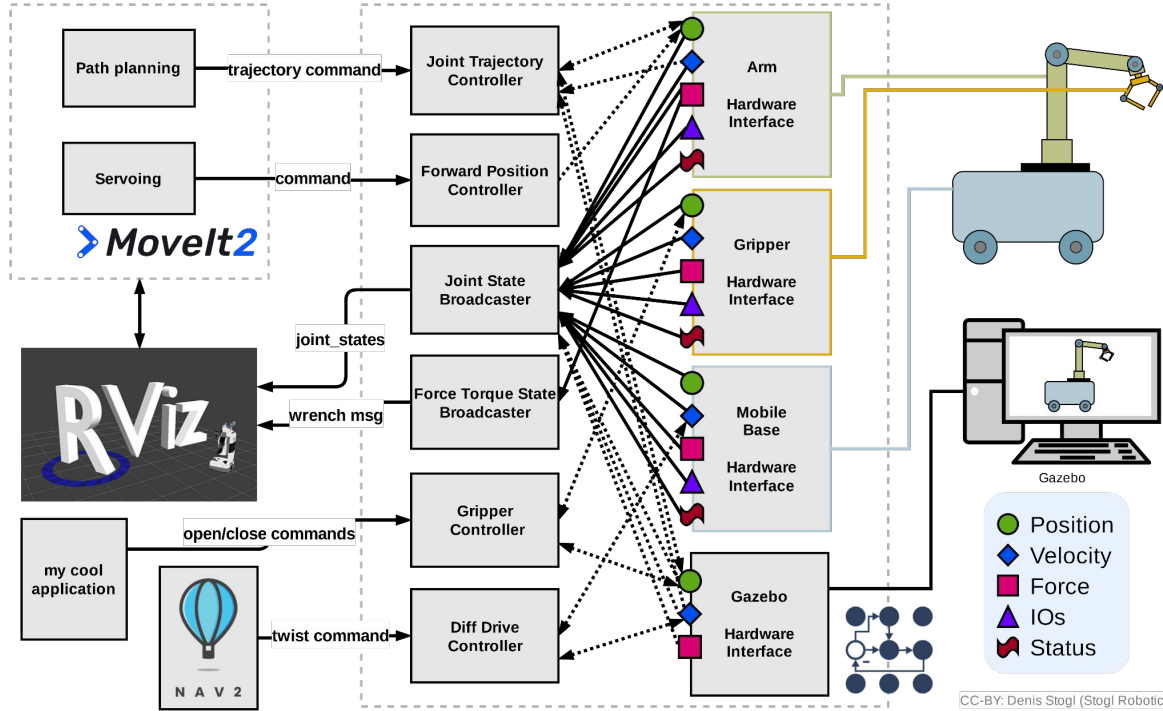 Path planning
trajectory command
Joint Trajectory
Controller
Arm
Hardware
Interface
Servoing
command
Forward Position
Controller
MoveIt2
Gripper
Hardware
Interface
Joint State
Broadcaster
joint_states
RViz
wrench msg
Force Torque State
Broadcaster
Mobile
Base
Hardware
Interface
Gazebo
open/close commands
Gripper
Controller
my cool
application
NAV2
twist command
Diff Drive
Controller
Gazebo
Hardware
Interface
Position
Velocity
Force
IOs
Status
CC-BY: Denis Stogl (Stogl Robotic